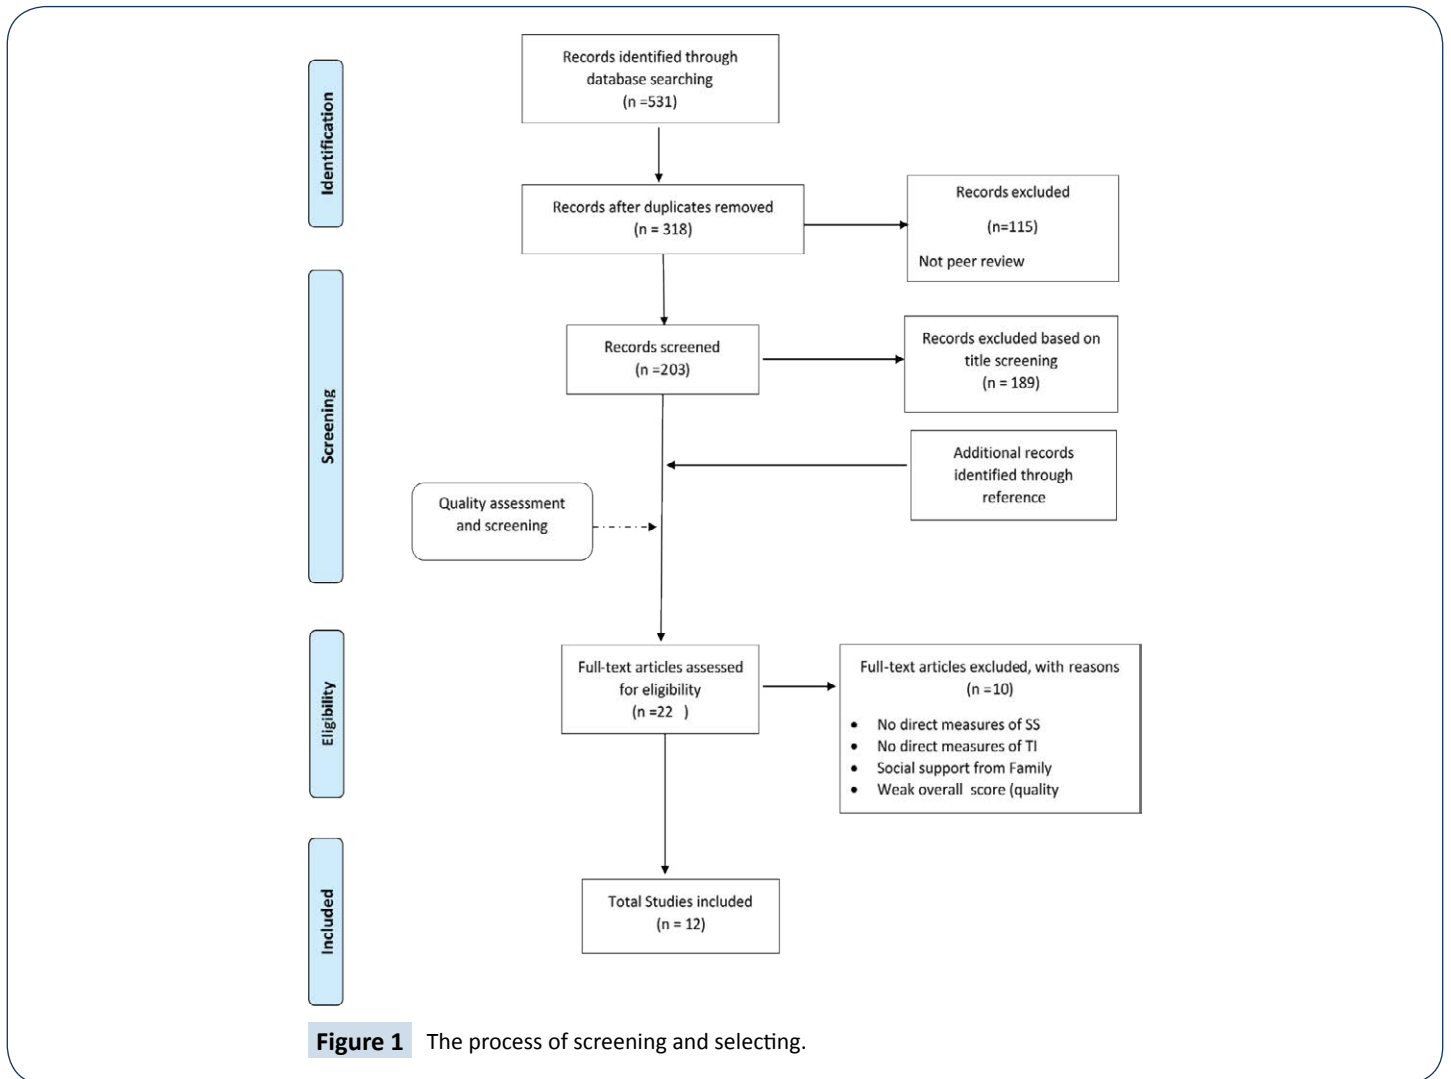 Identification
Records identified through
database searching
(n =531)
Records after duplicates removed
(n = 318)
Records excluded
(n=115)
Not peer review
Screening
Records screened
(n =203)
Records excluded based on
title screening
(n = 189)
Additional records
identified through
reference
Quality assessment
and screening
Eligibility
Full-text articles assessed
for eligibility
(n =22 )
Full-text articles excluded, with reasons
(n =10)
• No direct measures of SS
• No direct measures of TI
• Social support from Family
• Weak overall score (quality
Included
Total Studies included
(n = 12)
Figure 1 The process of screening and selecting.